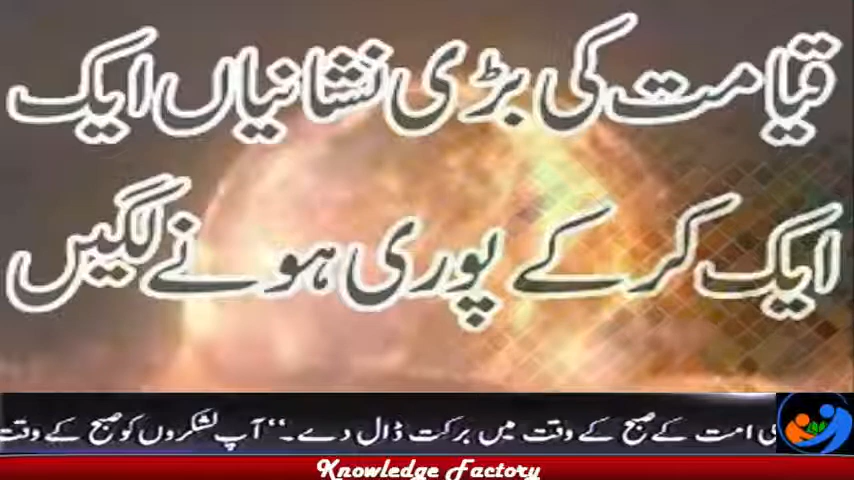 قیامت کی بڑی نشانیاں ایک
ایک کر کے پوری ہونے لگیں
امت کے صبح کے وقت میں برکت ڈال دے۔‘‘ آپ لشکروں کو صبح کے وقت
Knowledge Factory